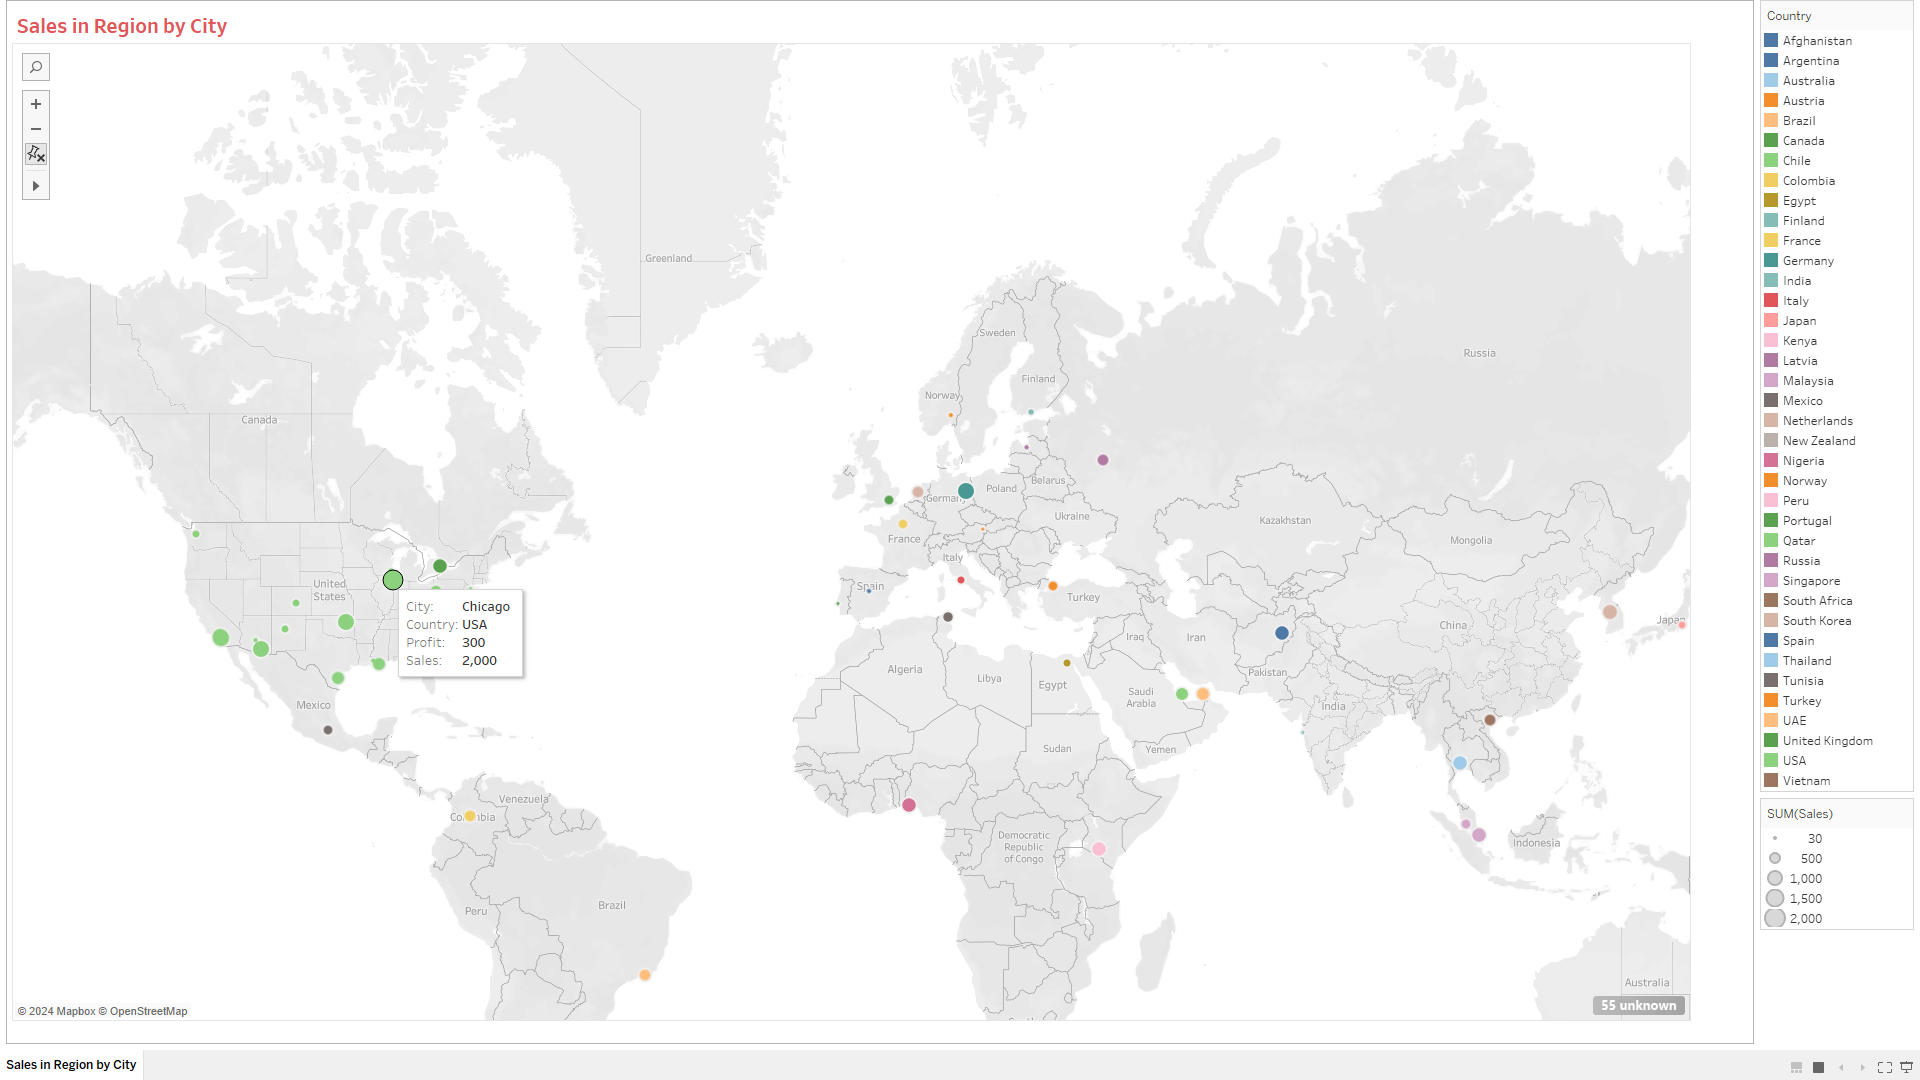 Sales in Region by City
Greenland
Sweden
Russia
Finland
Norway
Canada
Germany
Poland
Belarus
Ukraine
Kazakhstan
France
Mongolia
Italy
Spain
Turkey
United
States
City: Chicago
Country: USA
Profit: 300
Sales: 2,000
Iraq
Iran
China
Japan
Algeria
Libya
Egypt
Pakistan
Saudi
Arabia
India
Mexico
Sudan
Yemen
Venezuela
Democratic
Republic
of Congo
Indonesia
Peru
Brazil
Australia
© 2024 Mapbox © OpenStreetMap
55 unknown
Country
Afghanistan
Argentina
Australia
Austria
Brazil
Canada
Chile
Colombia
Egypt
Finland
France
Germany
India
Italy
Japan
Kenya
Latvia
Malaysia
Mexico
Netherlands
New Zealand
Nigeria
Norway
Peru
Portugal
Qatar
Russia
Singapore
South Africa
South Korea
Spain
Thailand
Tunisia
Turkey
UAE
United Kingdom
USA
Vietnam
SUM(Sales)
30
500
1,000
1,500
2,000
Sales in Region by City